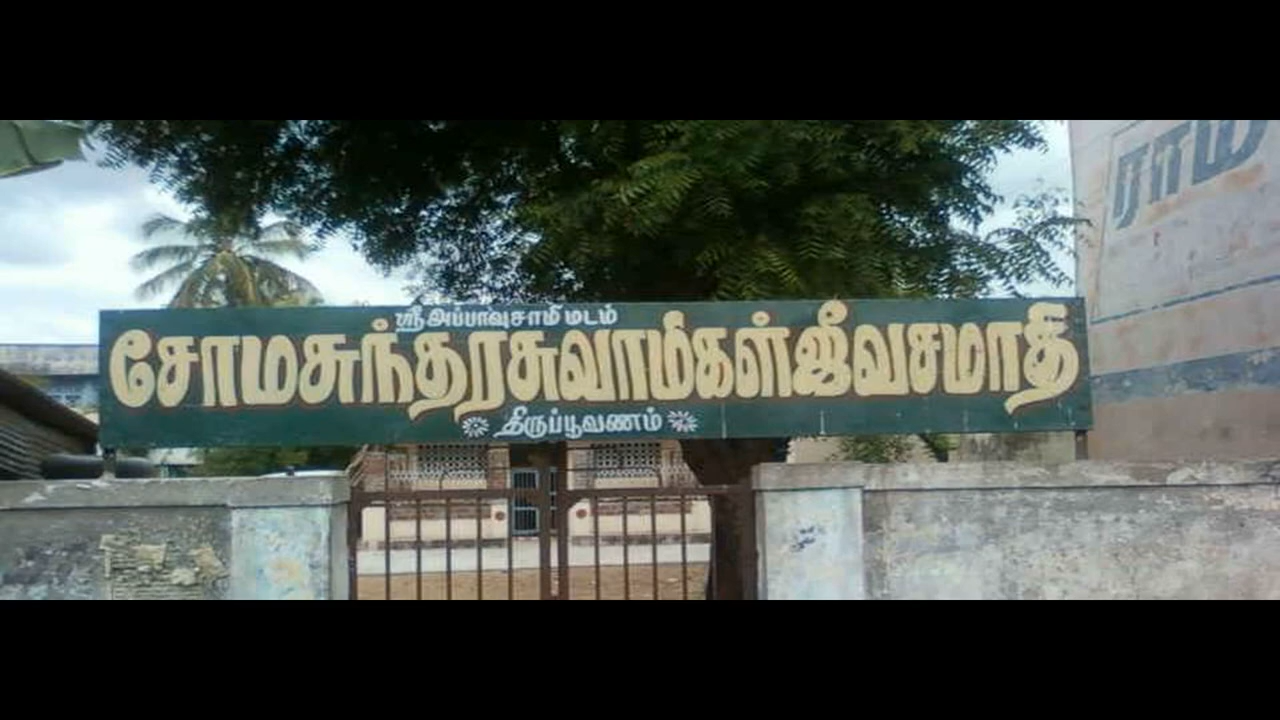 ஸ்ரீ அப்பாவுசாமி மடம்
சோமசுந்தரசுவாமிகள்ஜீவசமாதி
திருப்பூவணம்
ராம்